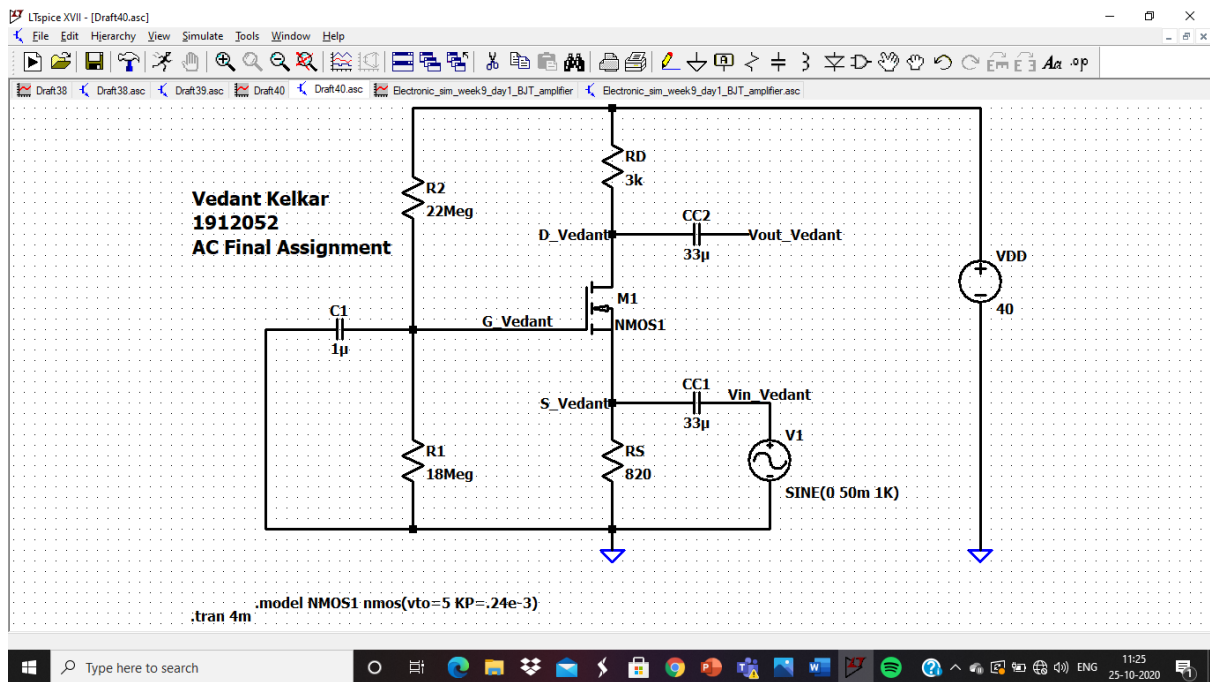 LTspice XVII - [Draft40.asc]
File Edit Hierarchy View Simulate Tools Window Help
Aa .op
Draft38 Draft38.asc Draft39.asc Draft40 Draft40.asc Electronic_sim_week9_day1_BJT_amplifier Electronic_sim_week9_day1_BJT_amplifier.asc
RD
3k
R2
22Meg
Vedant Kelkar
1912052
AC Final Assignment
CC2
D_Vedant
Vout_Vedant
33µ
VDD
40
M1
NMOS1
C1
G_Vedant
1µ
CC1
Vin_Vedant
S_Vedant
33µ
V1
R1
18Meg
RS
820
SINE(0 50m 1K)
.model NMOS1 nmos(vto=5 KP=.24e-3)
.tran 4m
Type here to search
ENG
11:25
25-10-2020
1